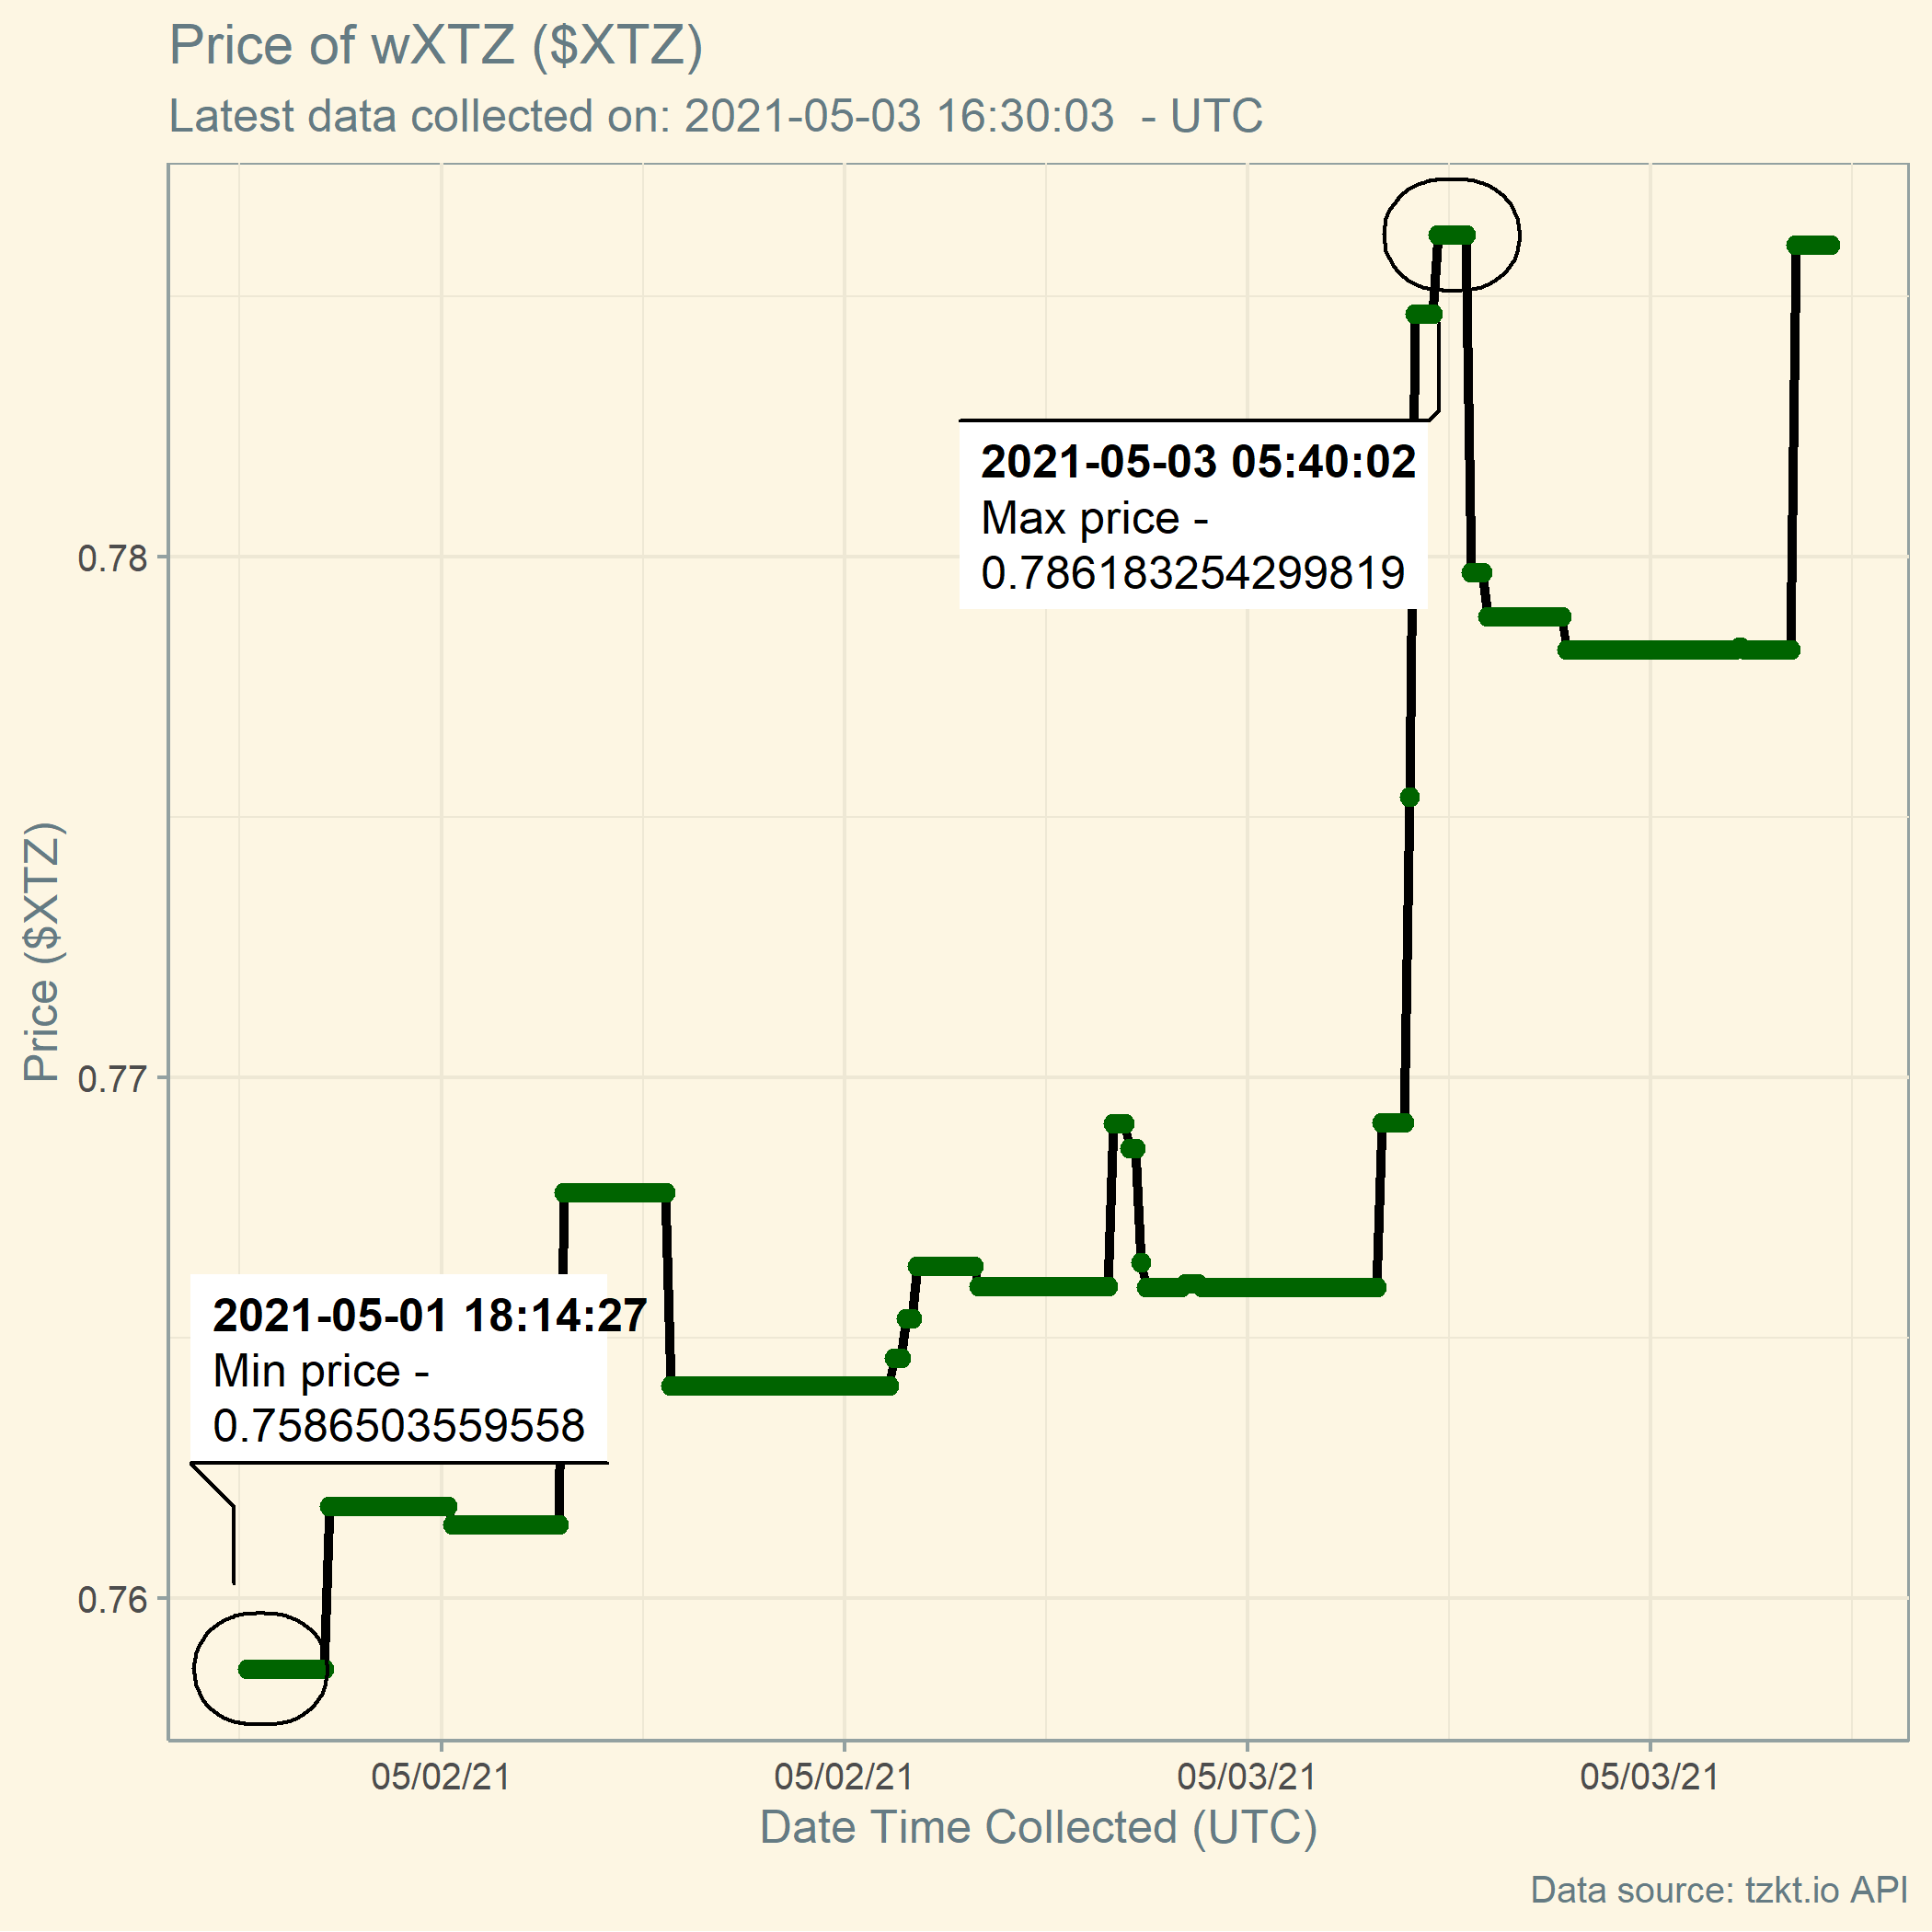 Price of wXTZ ($XTZ)
Latest data collected on: 2021-05-03 16:30:03  - UTC
2021-05-03 05:40:02
Max price -
0.786183254299819
0.78
Price ($XTZ)
0.77
2021-05-01 18:14:27
Min price -
0.7586503559558
0.76
05/02/21 05/02/21 05/03/21 05/03/21
Date Time Collected (UTC)
Data source: tzkt.io API